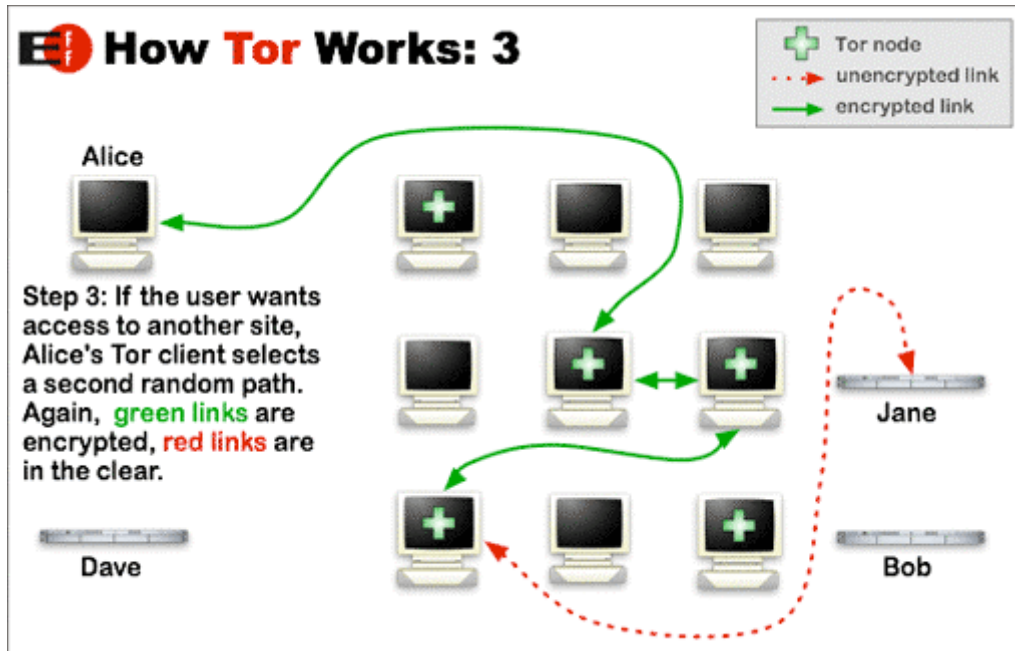 EFF How Tor Works: 3
Tor node
unencrypted link
encrypted link
Alice
Step 3: If the user wants
access to another site,
Alice's Tor client selects
a second random path.
Again, green links are
encrypted, red links are
in the clear.
Jane
Dave
Bob